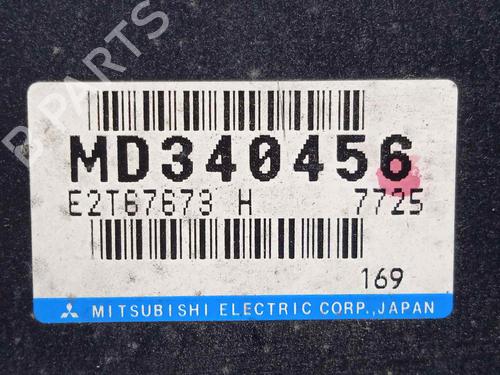 B PARTS
MD340456
E2T67673 H 7725
169
MITSUBISHI ELECTRIC CORP., JAPAN